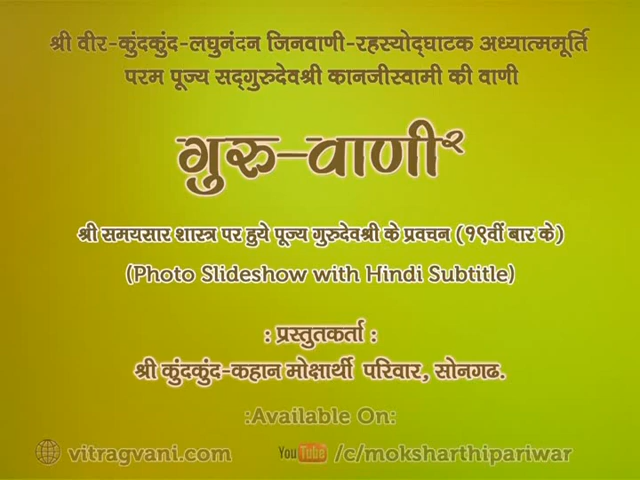 श्री वीर-कुंदकुंद-लघुनंदन जिनवाणी-रहस्योद्घाटक अध्यात्ममूर्ति
परम पूज्य सद्गुरुदेवश्री कानजीस्वामी की वाणी
गुरु-वाणी२
श्री समयसार शास्त्र पर हुये पूज्य गुरुदेवश्री के प्रवचन (१९वीं बार के)
(Photo Slideshow with Hindi Subtitle)
: प्रस्तुतकर्ता :
श्री कुंदकुंद-कहान मोक्षार्थी परिवार, सोनगढ.
:Available On:
vitragvani.com YouTube /c/moksharthipariwar